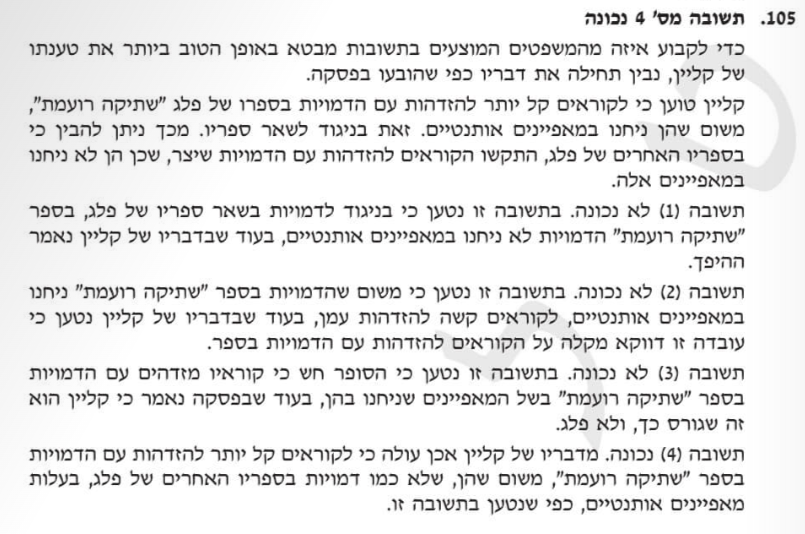 105. תשובה מס' 4 נכונה
כדי לקבוע איזה מהמשפטים המוצעים בתשובות מבטא באופן הטוב ביותר את טענתו
של קליין, נבין תחילה את דבריו כפי שהובעו בפסקה.
קליין טוען כי לקוראים קל יותר להזדהות עם הדמויות בספרו של פלג "שתיקה רועמת",
משום שהן ניחנו במאפיינים אותנטיים. זאת בניגוד לשאר ספריו. מכך ניתן להבין כי
בספריו האחרים של פלג, התקשו הקוראים להזדהות עם הדמויות שיצר, שכן הן לא ניחנו
במאפיינים אלה.
תשובה (1) לא נכונה. בתשובה זו נטען כי בניגוד לדמויות בשאר ספריו של פלג, בספר
"שתיקה רועמת" הדמויות לא ניחנו במאפיינים אותנטיים, בעוד שבדבריו של קליין נאמר
ההיפך.
תשובה (2) לא נכונה. בתשובה זו נטען כי משום שהדמויות בספר "שתיקה רועמת" ניחנו
במאפיינים אותנטיים, לקוראים קשה להזדהות עמן, בעוד שבדבריו של קליין נטען כי
עובדה זו דווקא מקלה על הקוראים להזדהות עם הדמויות בספר.
תשובה (3) לא נכונה. בתשובה זו נטען כי הסופר חש כי קוראיו מזדהים עם הדמויות
בספר "שתיקה רועמת" בשל המאפיינים שניחנו בהן, בעוד שבפסקה נאמר כי קליין הוא
זה שגורס כך, ולא פלג.
תשובה (4) נכונה. מדבריו של קליין אכן עולה כי לקוראים קל יותר להזדהות עם הדמויות
בספר "שתיקה רועמת", משום שהן, שלא כמו דמויות בספריו האחרים של פלג, בעלות
מאפיינים אותנטיים, כפי שנטען בתשובה זו.